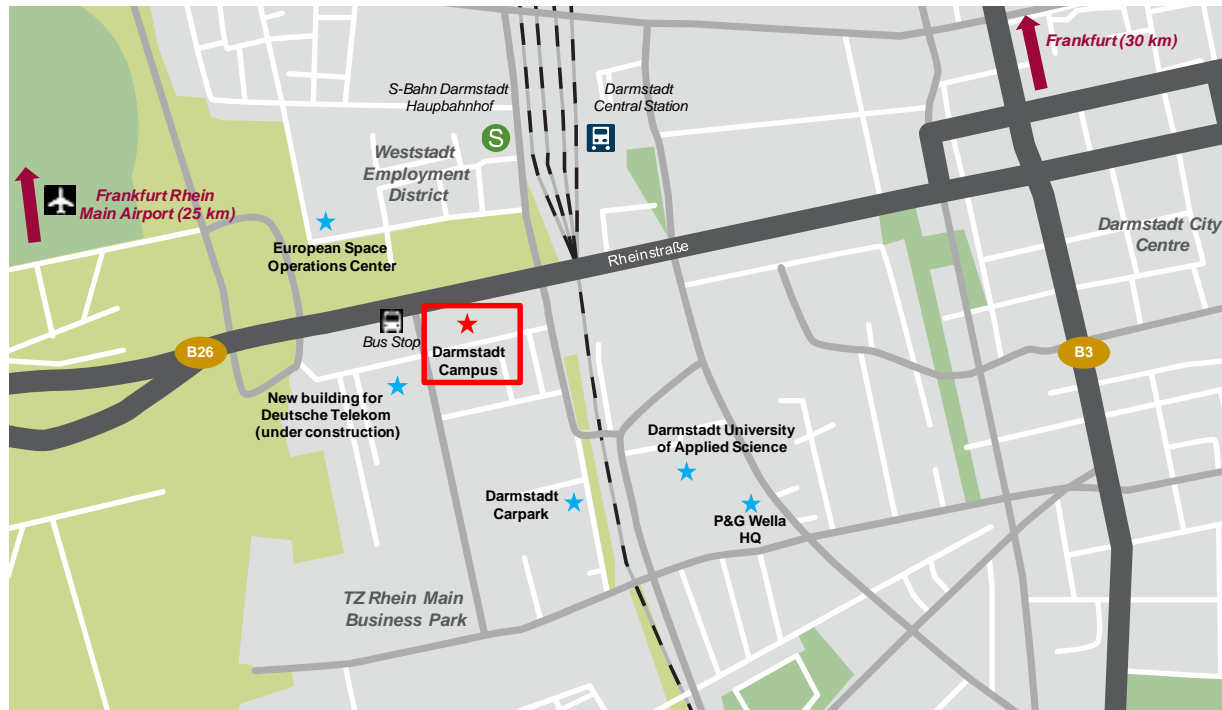 Frankfurt (30 km)
S-Bahn Darmstadt
Haupbahnhof
Darmstadt
Central Station
S
Weststadt
Employment
District
Frankfurt Rhein
Main Airport (25 km)
Darmstadt City
Centre
European Space
Operations Center
Rheinstraße
Bus Stop
Darmstadt
Campus
B26
B3
New building for
Deutsche Telekom
(under construction)
Darmstadt University
of Applied Science
Darmstadt
Carpark
P&G Wella
HQ
TZ Rhein Main
Business Park